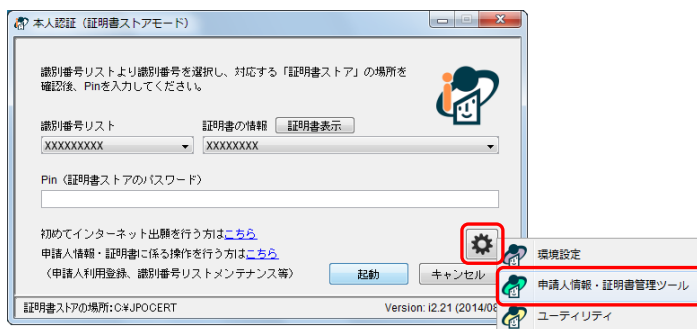 本人認証（証明書ストアモード）
識別番号リストより識別番号を選択し、対応する「証明書ストア」の場所を
確認後、Pinを入力してください。
識別番号リスト 証明書の情報 証明書表示
XXXXXXXXX XXXXXXXX
Pin（証明書ストアのパスワード）
初めてインターネット出願を行う方はこちら
申請人情報・証明書に係る操作を行う方はこちら
（申請人利用登録、識別番号リストメンテナンス等） 起動 キャンセル
証明書ストアの場所:C:¥JPOCERT Version: i2.21 (2014/08
環境設定
申請人情報・証明書管理ツール
ユーティリティ